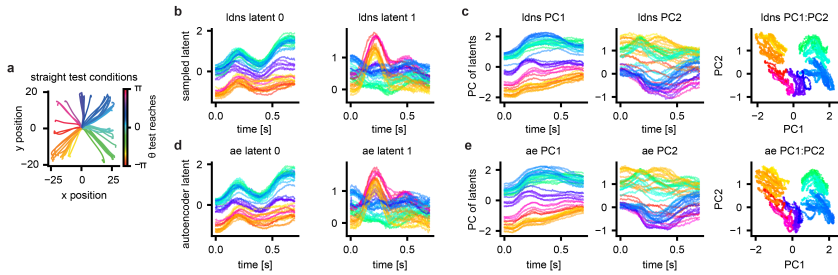 a
straight test conditions
20
0
−20
−25
0
25
y position
x position
π
0
−π
θ test reaches
b
ldns latent 0
ldns latent 1
sampled latent
2
0
0.0
0.5
time [s]
1
0
0.0
0.5
time [s]
c
ldns PC1
ldns PC2
ldns PC1:PC2
PC of latents
2
0
−2
0.0
0.5
time [s]
1
0
−1
0.0
0.5
time [s]
PC2
1
0
−1
−2
0
2
PC1
d
ae latent 0
ae latent 1
autoencoder latent
2
0
0.0
0.5
time [s]
1
0
0.0
0.5
time [s]
e
ae PC1
ae PC2
ae PC1:PC2
PC of latents
2
0
−2
0.0
0.5
time [s]
1
0
−1
0.0
0.5
time [s]
PC2
1
0
−1
−2
0
2
PC1